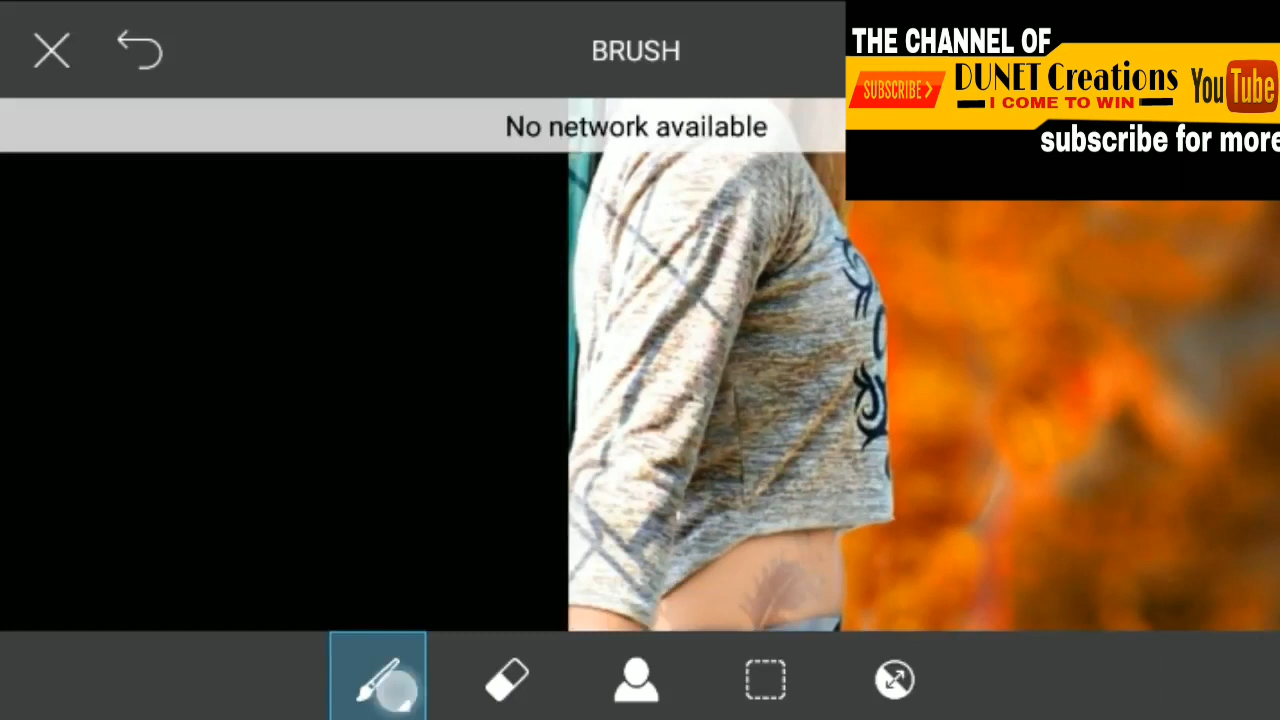 BRUSH
No network available
THE CHANNEL OF
SUBSCRIBE
DUNET Creations
I COME TO WIN
YouTube
subscribe for more